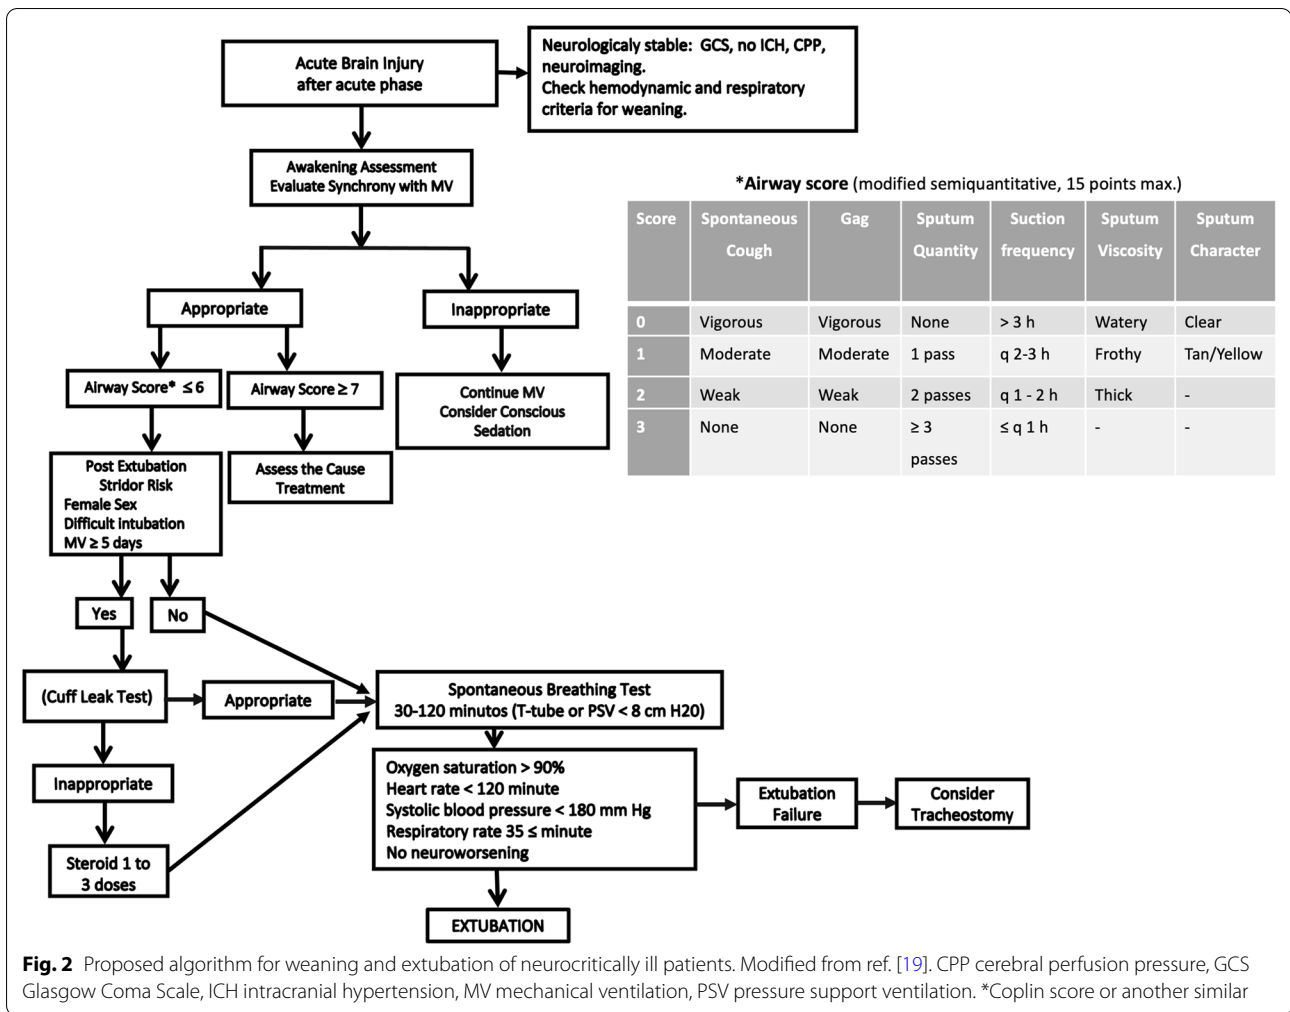 Acute Brain Injury
after acute phase
Neurologicaly stable: GCS, no ICH, CPP,
neuroimaging.
Check hemodynamic and respiratory
criteria for weaning.
Awakening Assessment
Evaluate Synchrony with MV
Appropriate
Inappropriate
Airway Score* ≤ 6
Airway Score ≥ 7
Continue MV
Consider Conscious
Sedation
Post Extubation
Stridor Risk
Female Sex
Difficult intubation
MV ≥ 5 days
Assess the Cause
Treatment
Yes
No
(Cuff Leak Test)
Appropriate
Spontaneous Breathing Test
30-120 minutos (T-tube or PSV < 8 cm H20)
Inappropriate
Steroid 1 to
3 doses
Oxygen saturation > 90%
Heart rate < 120 minute
Systolic blood pressure < 180 mm Hg
Respiratory rate 35 ≤ minute
No neuroworsening
Extubation
Failure
Consider
Tracheostomy
EXTUBATION
*Airway score (modified semiquantitative, 15 points max.)
Score Spontaneous Cough Gag Sputum Quantity Suction frequency Sputum Viscosity Sputum Character
0 Vigorous Vigorous None > 3 h Watery Clear
1 Moderate Moderate 1 pass q 2-3 h Frothy Tan/Yellow
2 Weak Weak 2 passes q 1 - 2 h Thick -
3 None None ≥ 3 passes ≤ q 1 h - -
Fig. 2 Proposed algorithm for weaning and extubation of neurocritically ill patients. Modified from ref. [19]. CPP cerebral perfusion pressure, GCS
Glasgow Coma Scale, ICH intracranial hypertension, MV mechanical ventilation, PSV pressure support ventilation. *Coplin score or another similar